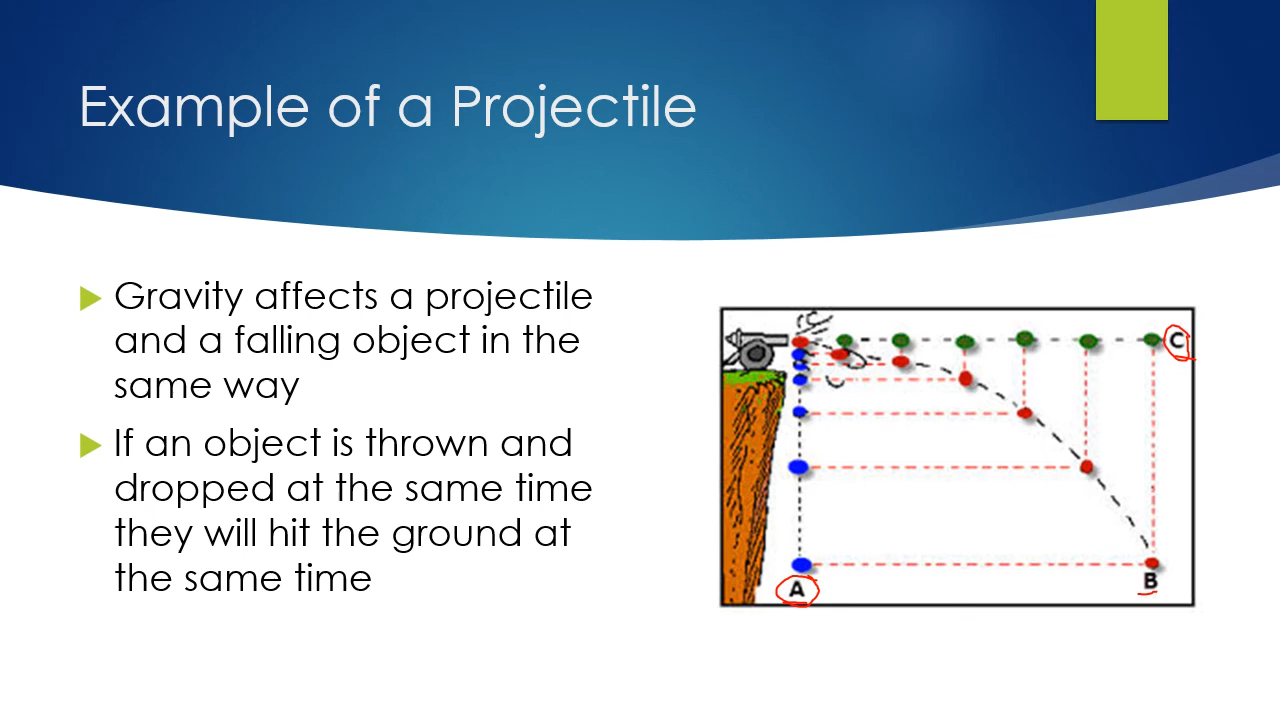 Example of a Projectile
Gravity affects a projectile
and a falling object in the
same way
If an object is thrown and
dropped at the same time
they will hit the ground at
the same time
C
A
B